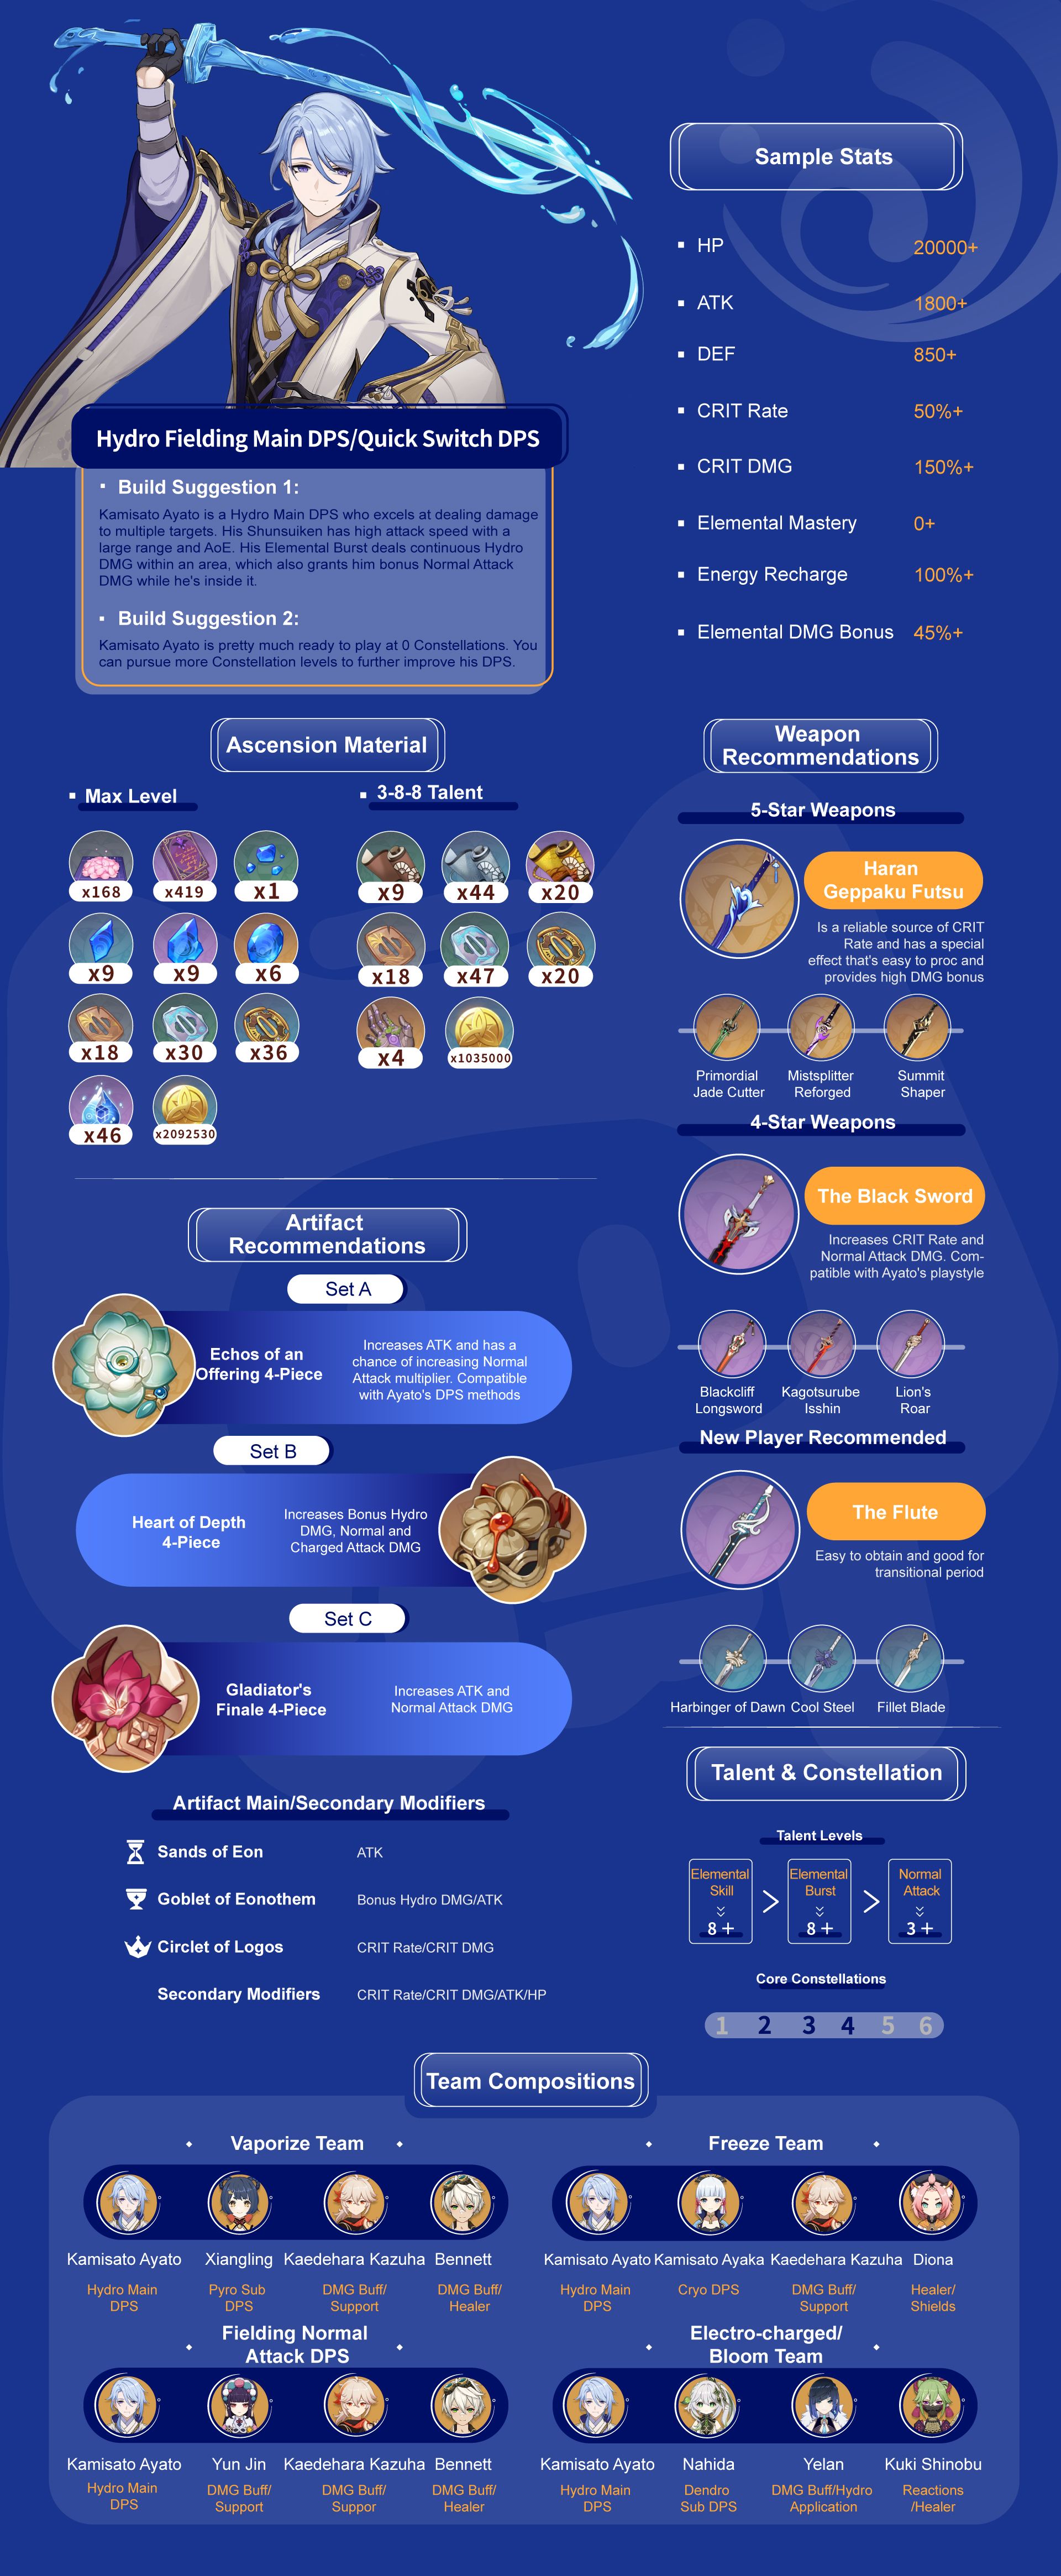 Sample Stats
HP
20000+
ATK
1800+
DEF
850+
CRIT Rate
50%+
CRIT DMG
150%+
Elemental Mastery
0+
Energy Recharge
100%+
Elemental DMG Bonus
45%+
Hydro Fielding Main DPS/Quick Switch DPS
Build Suggestion 1:
Kamisato Ayato is a Hydro Main DPS who excels at dealing damage
to multiple targets. His Shunsuiken has high attack speed with a
large range and AoE. His Elemental Burst deals continuous Hydro
DMG within an area, which also grants him bonus Normal Attack
DMG while he's inside it.
Build Suggestion 2:
Kamisato Ayato is pretty much ready to play at 0 Constellations. You
can pursue more Constellation levels to further improve his DPS.
Ascension Material
Max Level
x168
x419
x1
x9
x9
x6
x18
x30
x36
x46
x2092530
3-8-8 Talent
x9
x44
x20
x18
x47
x20
x4
x1035000
Weapon
Recommendations
5-Star Weapons
Haran
Geppaku Futsu
Is a reliable source of CRIT
Rate and has a special
effect that's easy to proc and
provides high DMG bonus
Primordial
Jade Cutter
Mistsplitter
Reforged
Summit
Shaper
4-Star Weapons
The Black Sword
Increases CRIT Rate and
Normal Attack DMG. Com-
patible with Ayato's playstyle
Blackcliff
Longsword
Kagotsurube
Isshin
Lion's
Roar
New Player Recommended
The Flute
Easy to obtain and good for
transitional period
Harbinger of Dawn
Cool Steel
Fillet Blade
Artifact
Recommendations
Set A
Echos of an
Offering 4-Piece
Increases ATK and has a
chance of increasing Normal
Attack multiplier. Compatible
with Ayato's DPS methods
Set B
Heart of Depth
4-Piece
Increases Bonus Hydro
DMG, Normal and
Charged Attack DMG
Set C
Gladiator's
Finale 4-Piece
Increases ATK and
Normal Attack DMG
Artifact Main/Secondary Modifiers
Sands of Eon
ATK
Goblet of Eonothem
Bonus Hydro DMG/ATK
Circlet of Logos
CRIT Rate/CRIT DMG
Secondary Modifiers
CRIT Rate/CRIT DMG/ATK/HP
Talent & Constellation
Talent Levels
Elemental
Skill
8+
>
Elemental
Burst
8+
>
Normal
Attack
3+
Core Constellations
1 2 3 4 5 6
Team Compositions
Vaporize Team
Kamisato Ayato
Hydro Main
DPS
Xiangling
Pyro Sub
DPS
Kaedehara Kazuha
DMG Buff/
Support
Bennett
DMG Buff/
Healer
Freeze Team
Kamisato Ayato
Hydro Main
DPS
Kamisato Ayaka
Cryo DPS
Kaedehara Kazuha
DMG Buff/
Support
Diona
Healer/
Shields
Fielding Normal
Attack DPS
Kamisato Ayato
Hydro Main
DPS
Yun Jin
DMG Buff/
Support
Kaedehara Kazuha
DMG Buff/
Suppor
Bennett
DMG Buff/
Healer
Electro-charged/
Bloom Team
Kamisato Ayato
Hydro Main
DPS
Nahida
Dendro
Sub DPS
Yelan
DMG Buff/Hydro
Application
Kuki Shinobu
Reactions
/Healer